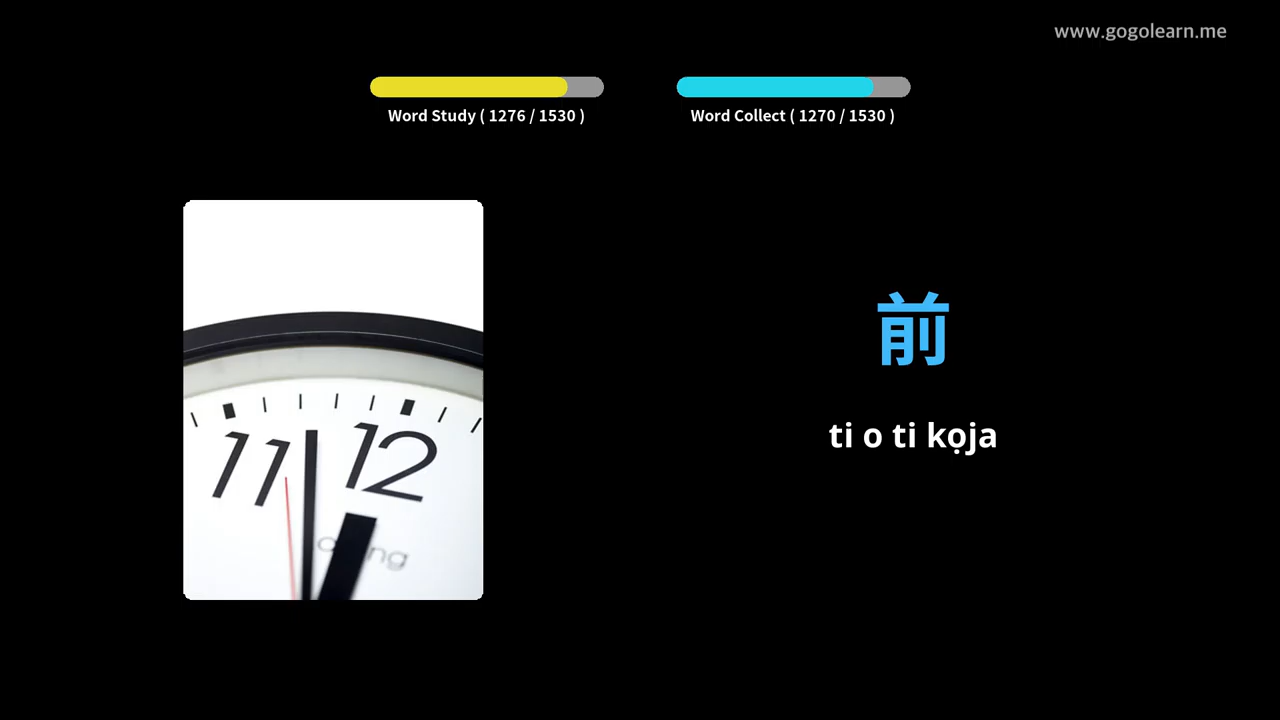 www.gogolearn.me
Word Study ( 1276 / 1530 )
Word Collect ( 1270 / 1530 )
11
12
前
ti o ti kọja